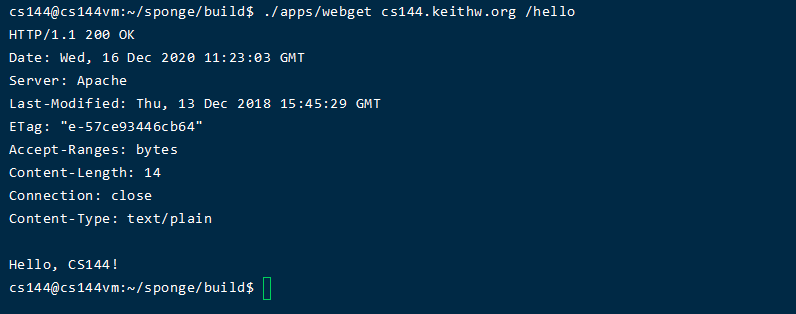 cs144@cs144vm:~/sponge/build$ ./apps/webget cs144.keithw.org /hello
HTTP/1.1 200 OK
Date: Wed, 16 Dec 2020 11:23:03 GMT
Server: Apache
Last-Modified: Thu, 13 Dec 2018 15:45:29 GMT
ETag: "e-57ce93446cb64"
Accept-Ranges: bytes
Content-Length: 14
Connection: close
Content-Type: text/plain

Hello, CS144!
cs144@cs144vm:~/sponge/build$